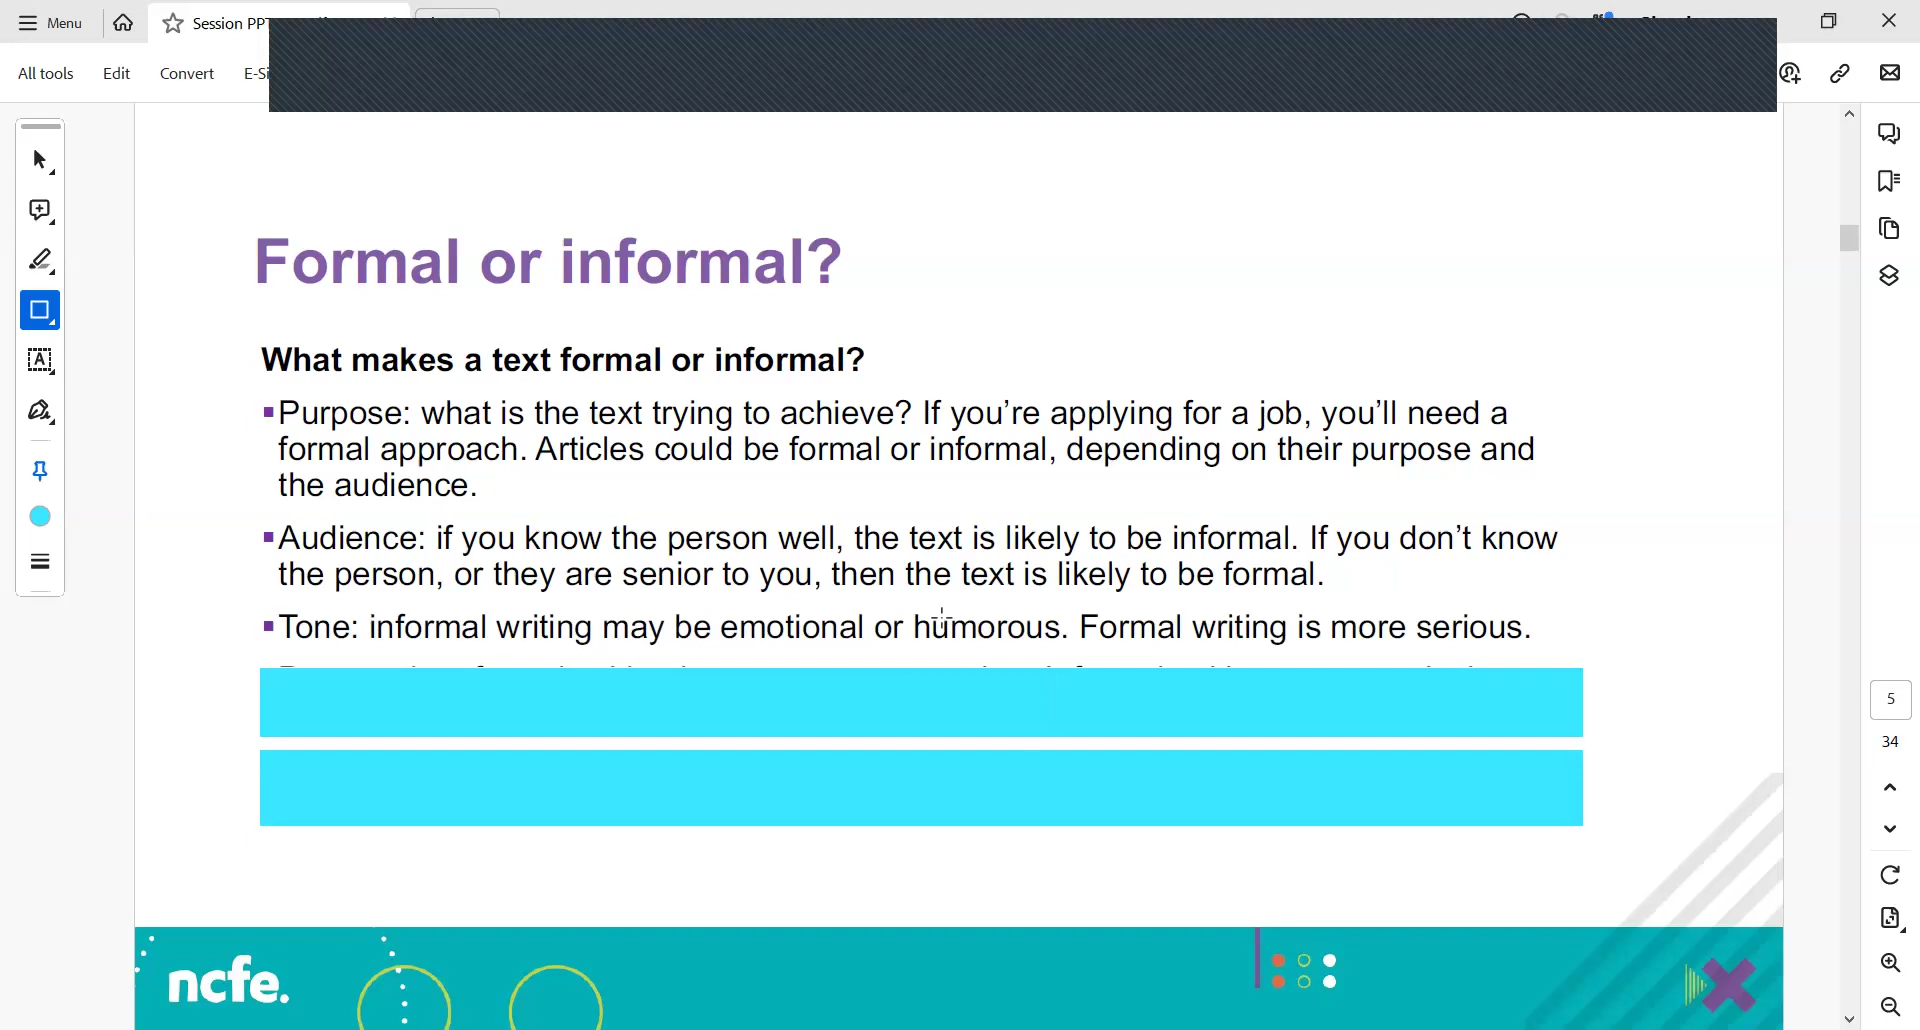 Menu
Session PPT
All tools Edit Convert E-Si
Formal or informal?
What makes a text formal or informal?
Purpose: what is the text trying to achieve? If you’re applying for a job, you’ll need a
formal approach. Articles could be formal or informal, depending on their purpose and
the audience.
Audience: if you know the person well, the text is likely to be informal. If you don’t know
the person, or they are senior to you, then the text is likely to be formal.
Tone: informal writing may be emotional or humorous. Formal writing is more serious.
5
34
ncfe.